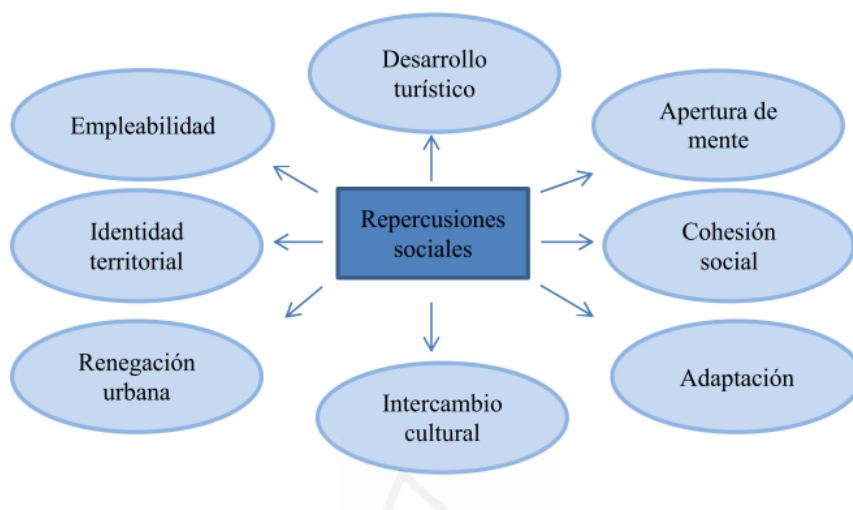 Desarrollo
turístico
Empleabilidad
Apertura de
mente
Repercusiones
sociales
Identidad
territorial
Cohesión
social
Renegación
urbana
Intercambio
cultural
Adaptación